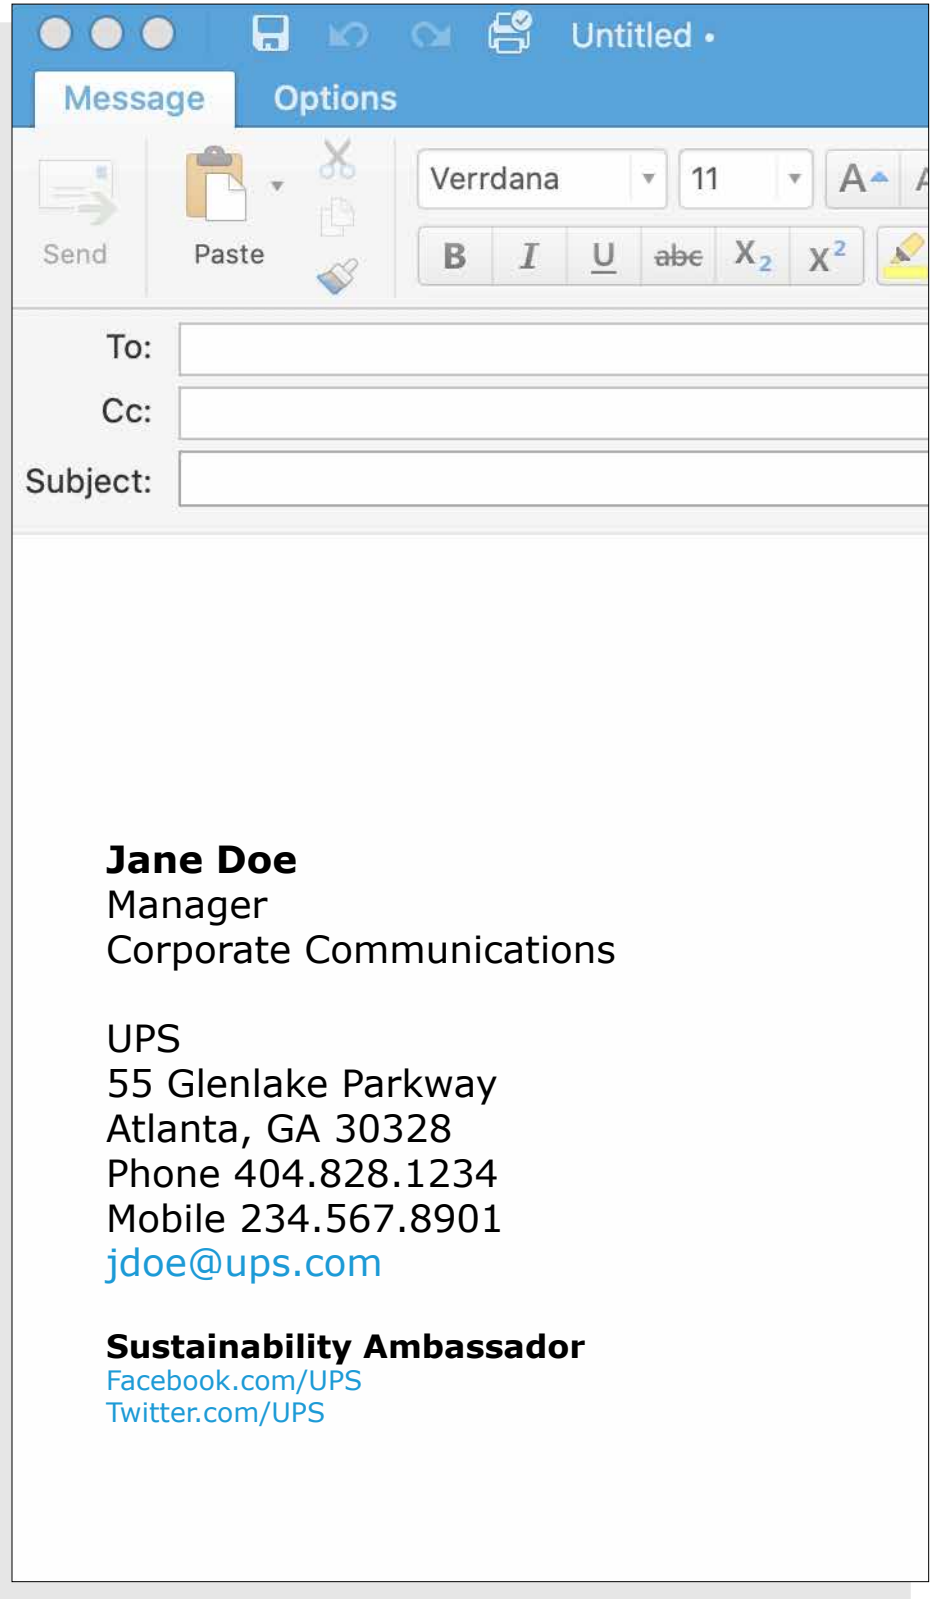 Untitled •
Message Options
Verrdana 11 A A
Send Paste B I U abc X₂ X²
To:
Cc:
Subject:
Jane Doe
Manager
Corporate Communications
UPS
55 Glenlake Parkway
Atlanta, GA 30328
Phone 404.828.1234
Mobile 234.567.8901
jdoe@ups.com
Sustainability Ambassador
Facebook.com/UPS
Twitter.com/UPS